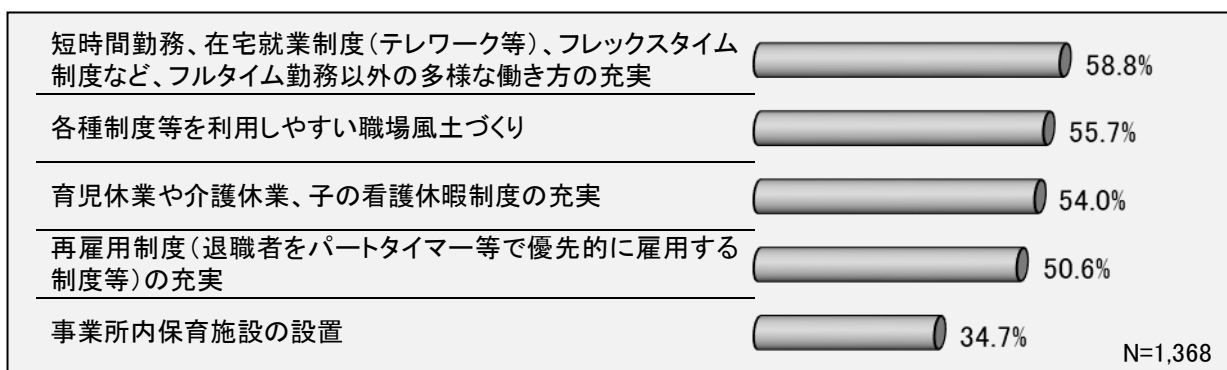 短時間勤務、在宅就業制度(テレワーク等)、フレックスタイム
制度など、フルタイム勤務以外の多様な働き方の充実
58.8%
各種制度等を利用しやすい職場風土づくり
55.7%
育児休業や介護休業、子の看護休暇制度の充実
54.0%
再雇用制度(退職者をパートタイマー等で優先的に雇用する
制度等)の充実
50.6%
事業所内保育施設の設置
34.7%
N=1,368